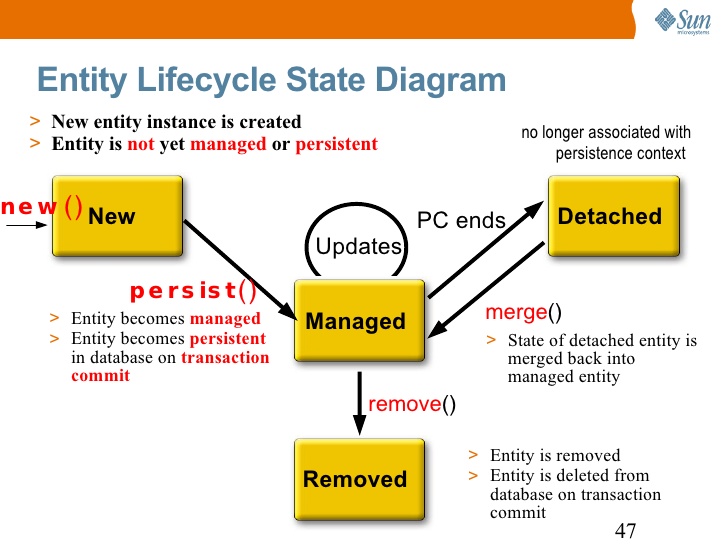 Sun
microsystems
Entity Lifecycle State Diagram
> New entity instance is created
> Entity is not yet managed or persistent
no longer associated with
persistence context
new()
New
Updates
PC ends
Detached
persist()
> Entity becomes managed
> Entity becomes persistent
in database on transaction
commit
Managed
merge()
> State of detached entity is
merged back into
managed entity
remove()
Removed
> Entity is removed
> Entity is deleted from
database on transaction
commit
47